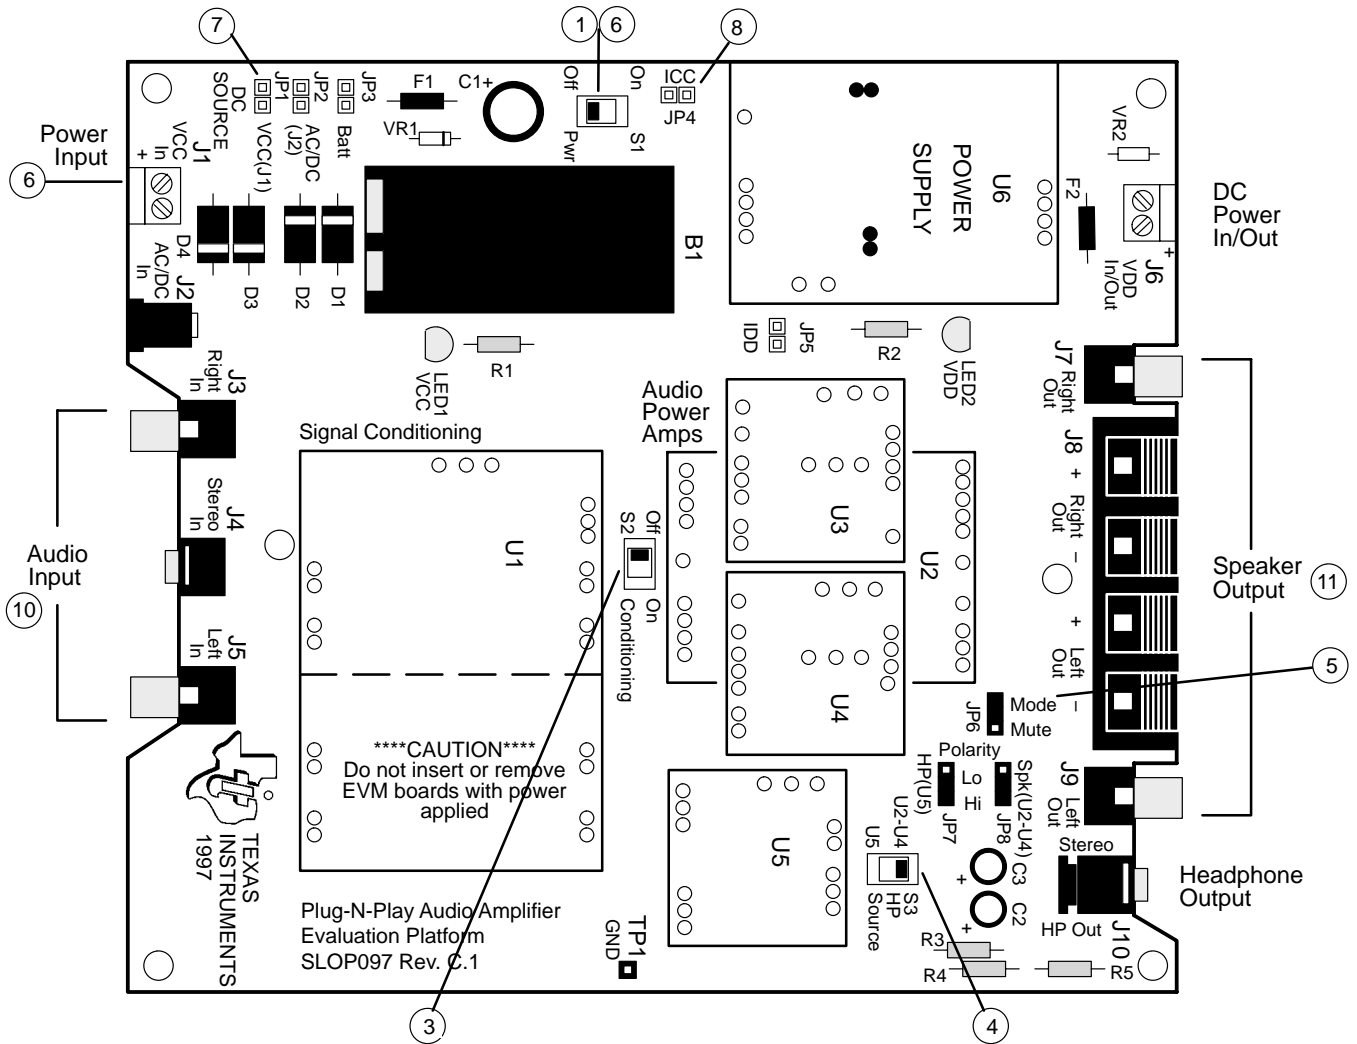 7
1
6
8
Power
Input
6
DC
SOURCE
JP1
VCC(J1)
JP2
AC/DC
(J2)
JP3
Batt
F1
VR1
C1+
Off
On
Pwr
S1
ICC
JP4
U6
POWER
SUPPLY
VR2
F2
DC
Power
In/Out
J1
VCC
In
+
J6
VDD
In/Out
+
D4
D3
D2
D1
B1
J2
AC/DC
In
LED1
VCC
R1
IDD
JP5
R2
LED2
VDD
J3
Right
In
J7
Right
Out
Signal Conditioning
Audio
Power
Amps
J8
+
Right
Out
–
+
Left
Out
–
J4
Stereo
In
Audio
Input
10
J5
Left
In
U1
S2
Off
On
Conditioning
U3
U2
U4
Speaker
Output
11
5
JP6
Mode
Mute
****CAUTION****
Do not insert or remove
EVM boards with power
applied
Polarity
HP(U5)
Lo
Hi
JP7
Spk(U2-U4)
JP8
J9
Left
Out
TEXAS
INSTRUMENTS
1997
U5
U5
U2-U4
S3
HP
Source
+
C3
C2
+
Stereo
HP Out
J10
Headphone
Output
Plug-N-Play Audio Amplifier
Evaluation Platform
SLOP097 Rev. C.1
TP1
GND
R3
R4
R5
3
4